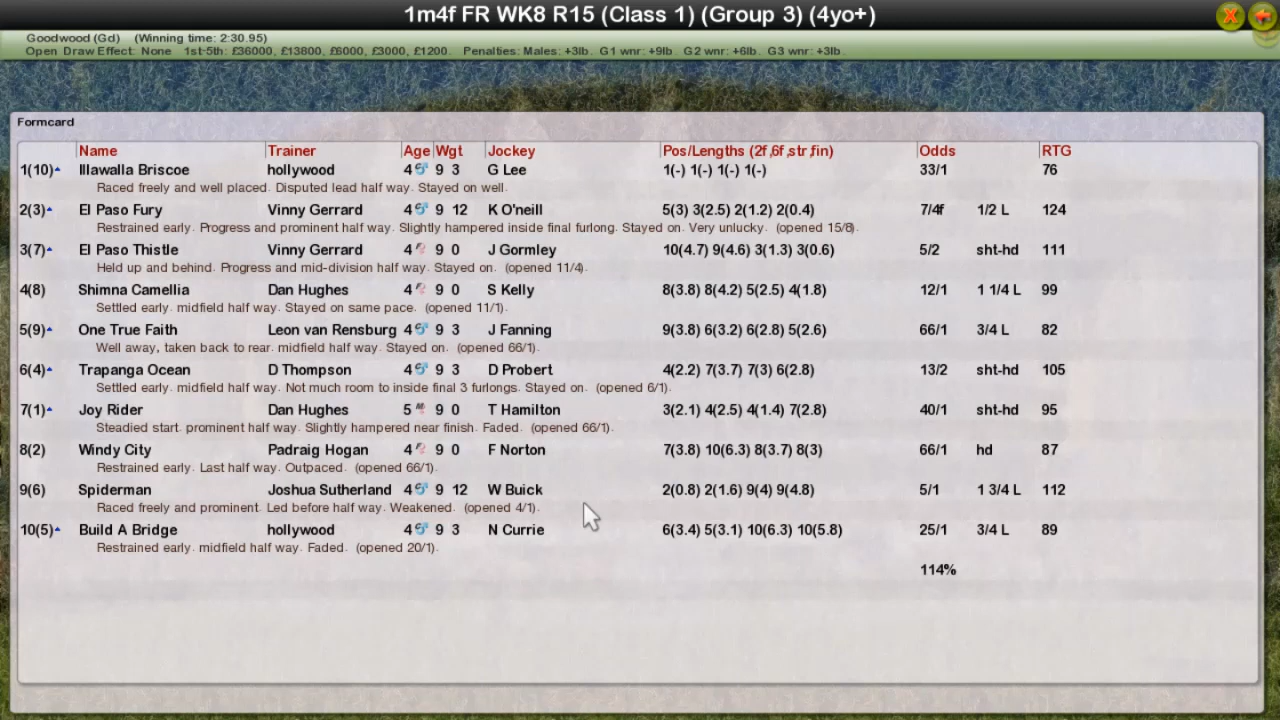 1m4f FR WK8 R15 (Class 1) (Group 3) (4yo+)
Goodwood (Gd) (Winning time: 2:30.95)
Open Draw Effect: None 1st-5th: £36000, £13800, £6000, £3000, £1200. Penalties: Males: +3lb. G1 wnr: +9lb G2 wnr: +6lb. G3 wnr: +3lb.
Formcard
Name Trainer Age Wgt Jockey Pos/Lengths (2f,6f,str,fin) Odds RTG
1(10) Illawalla Briscoe hollywood 4 9 3 G Lee 1(-) 1(-) 1(-) 1(-) 33/1 76
Raced freely and well placed. Disputed lead half way. Stayed on well.
2(3) El Paso Fury Vinny Gerrard 4 9 12 K O'neill 5(3) 3(2.5) 2(1.2) 2(0.4) 7/4f 1/2 L 124
Restrained early. Progress and prominent half way. Slightly hampered inside final furlong. Stayed on. Very unlucky. (opened 15/8).
3(7) El Paso Thistle Vinny Gerrard 4 9 0 J Gormley 10(4.7) 9(4.6) 3(1.3) 3(0.6) 5/2 sht-hd 111
Held up and behind. Progress and mid-division half way. Stayed on. (opened 11/4).
4(8) Shimna Camellia Dan Hughes 4 9 0 S Kelly 8(3.8) 8(4.2) 5(2.5) 4(1.8) 12/1 1 1/4 L 99
Settled early. midfield half way. Stayed on same pace. (opened 11/1).
5(9) One True Faith Leon van Rensburg 4 9 3 J Fanning 9(3.8) 6(3.2) 6(2.8) 5(2.6) 66/1 3/4 L 82
Well away, taken back to rear. midfield half way. Stayed on. (opened 66/1).
6(4) Trapanga Ocean D Thompson 4 9 3 D Probert 4(2.2) 7(3.7) 7(3) 6(2.8) 13/2 sht-hd 105
Settled early. midfield half way. Not much room to inside final 3 furlongs. Stayed on. (opened 6/1).
7(1) Joy Rider Dan Hughes 5 9 0 T Hamilton 3(2.1) 4(2.5) 4(1.4) 7(2.8) 40/1 sht-hd 95
Steadied start. prominent half way. Slightly hampered near finish. Faded. (opened 66/1).
8(2) Windy City Padraig Hogan 4 9 0 F Norton 7(3.8) 10(6.3) 8(3.7) 8(3) 66/1 hd 87
Restrained early. Last half way. Outpaced. (opened 66/1).
9(6) Spiderman Joshua Sutherland 4 9 12 W Buick 2(0.8) 2(1.6) 9(4) 9(4.8) 5/1 1 3/4 L 112
Raced freely and prominent. Led before half way. Weakened. (opened 4/1).
10(5) Build A Bridge hollywood 4 9 3 N Currie 6(3.4) 5(3.1) 10(6.3) 10(5.8) 25/1 3/4 L 89
Restrained early. midfield half way. Faded. (opened 20/1).
114%